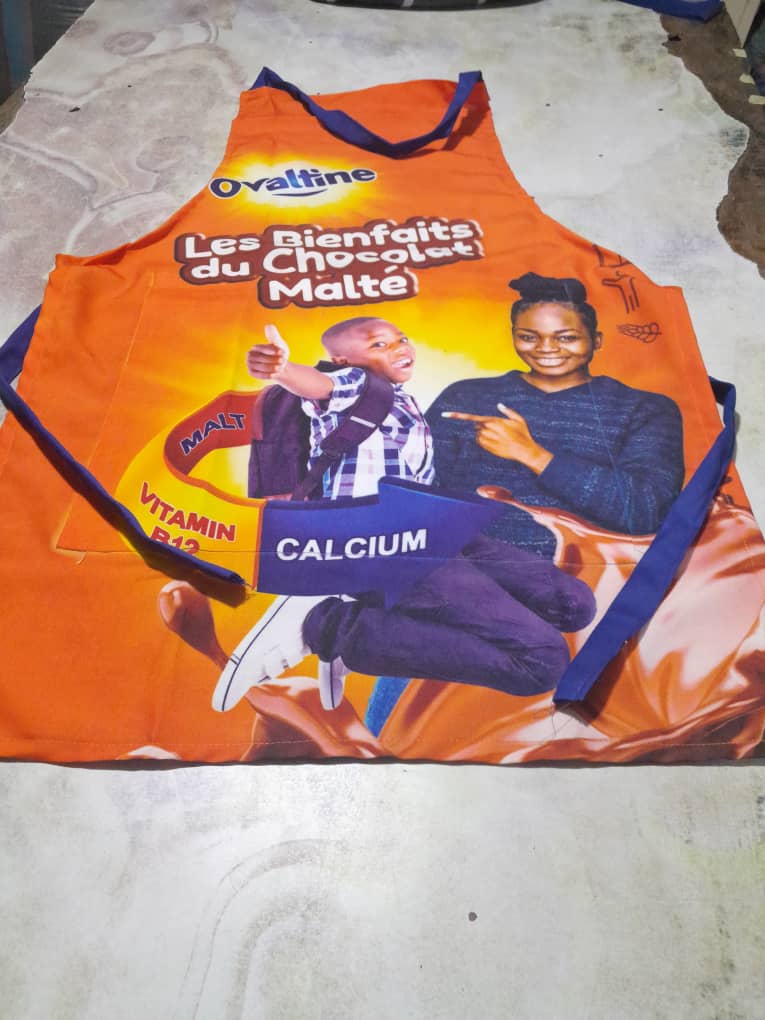 Ovaltine
Les Bienfaits
du Chocolat
Malté
MALT
VITAMIN
B12
CALCIUM